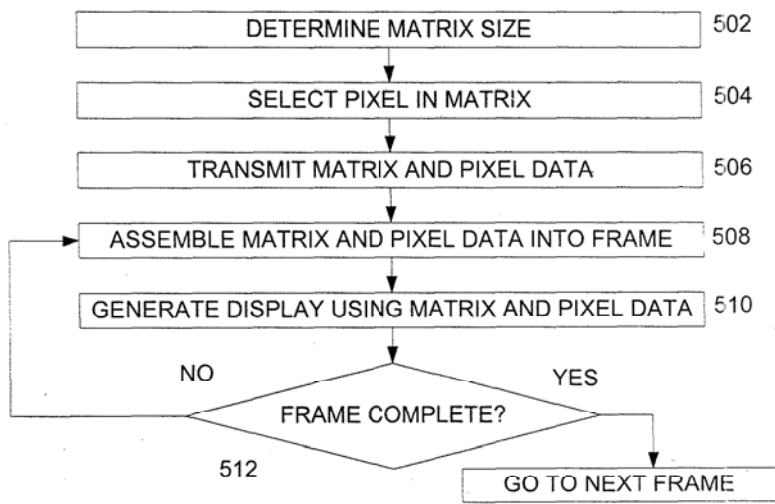 DETERMINE MATRIX SIZE 502
SELECT PIXEL IN MATRIX 504
TRANSMIT MATRIX AND PIXEL DATA 506
ASSEMBLE MATRIX AND PIXEL DATA INTO FRAME 508
GENERATE DISPLAY USING MATRIX AND PIXEL DATA 510
NO YES
FRAME COMPLETE?
512
GO TO NEXT FRAME